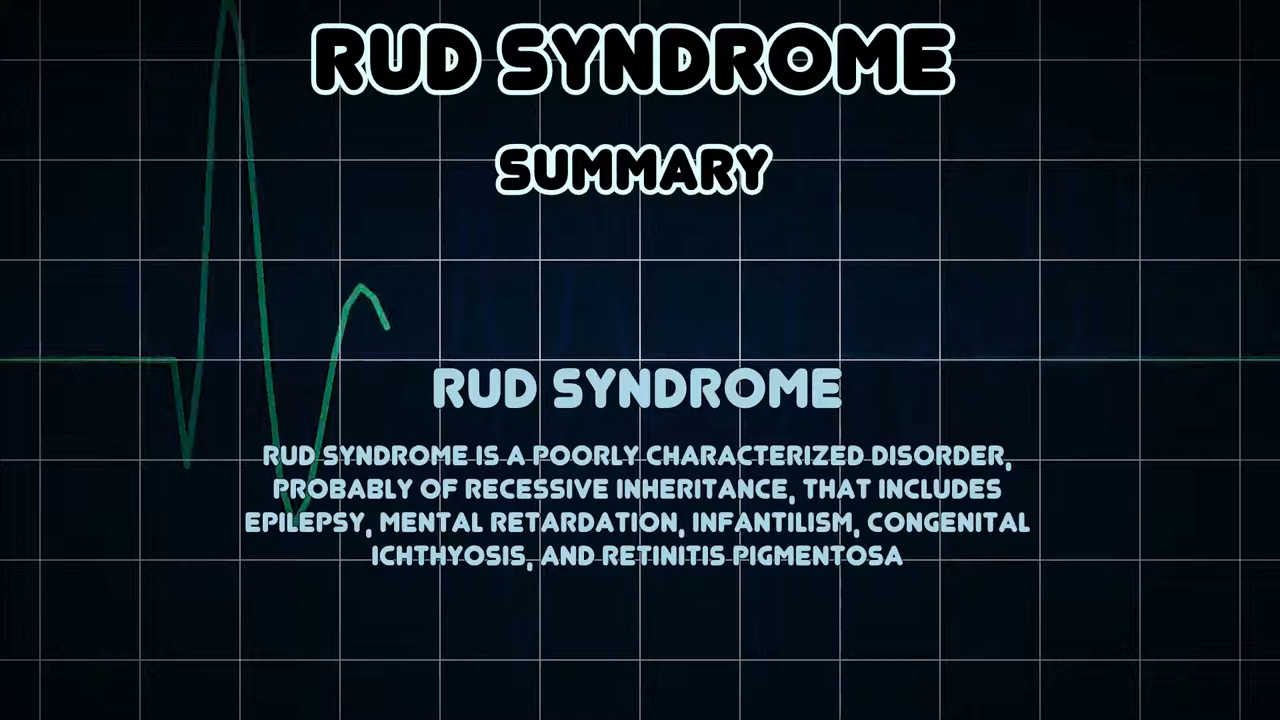 RUD SYNDROME
SUMMARY
RUD SYNDROME
RUD SYNDROME IS A POORLY CHARACTERIZED DISORDER,
PROBABLY OF RECESSIVE INHERITANCE, THAT INCLUDES
EPILEPSY, MENTAL RETARDATION, INFANTILISM, CONGENITAL
ICHTHYOSIS, AND RETINITIS PIGMENTOSA